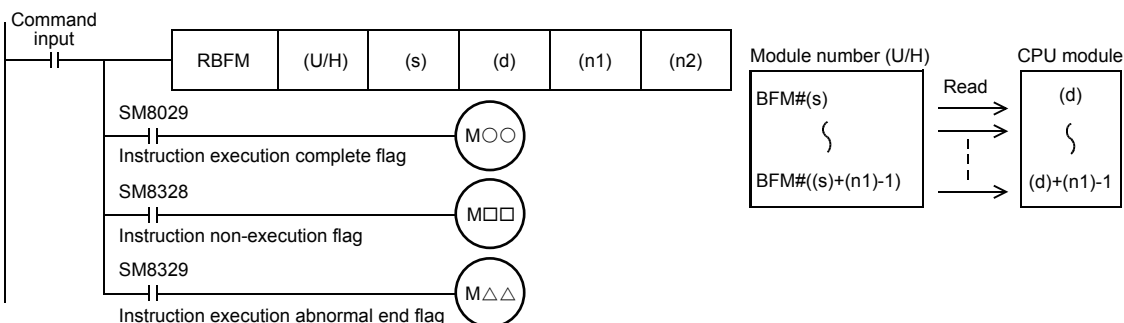 Command
input
RBFM (U/H) (s) (d) (n1) (n2)
SM8029
M○○
Instruction execution complete flag
SM8328
M□□
Instruction non-execution flag
SM8329
M△△
Instruction execution abnormal end flag
Module number (U/H)
BFM#(s)
BFM#((s)+(n1)-1)
Read
CPU module
(d)
(d)+(n1)-1